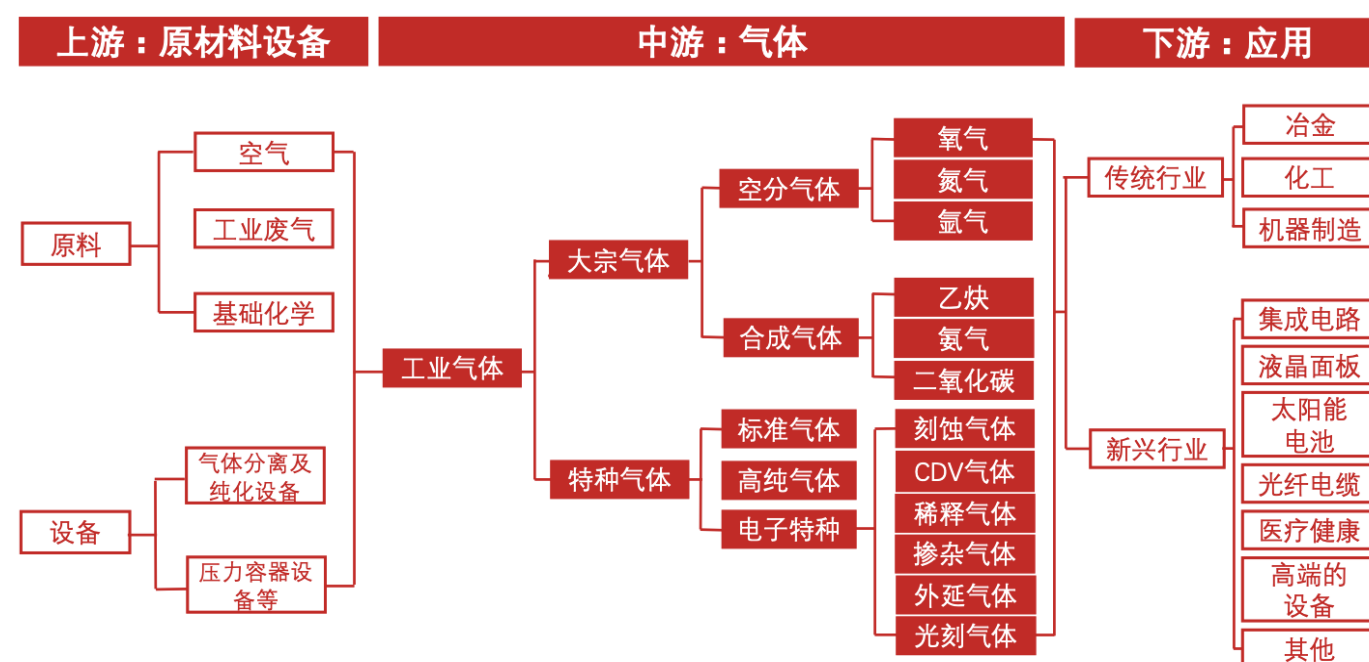 上游：原材料设备
中游：气体
下游：应用
原料
空气
工业废气
基础化学
设备
气体分离及
纯化设备
压力容器设
备等
工业气体
大宗气体
特种气体
空分气体
合成气体
标准气体
高纯气体
电子特种
氧气
氮气
氩气
乙炔
氨气
二氧化碳
刻蚀气体
CDV气体
稀释气体
掺杂气体
外延气体
光刻气体
传统行业
冶金
化工
机器制造
新兴行业
集成电路
液晶面板
太阳能
电池
光纤电缆
医疗健康
高端的
设备
其他